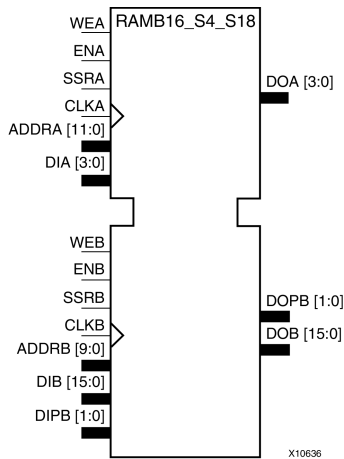 RAMB16_S4_S18
WEA
ENA
SSRA
CLKA
ADDRA [11:0]
DIA [3:0]
DOA [3:0]
WEB
ENB
SSRB
CLKB
ADDRB [9:0]
DIB [15:0]
DIPB [1:0]
DOPB [1:0]
DOB [15:0]
X10636